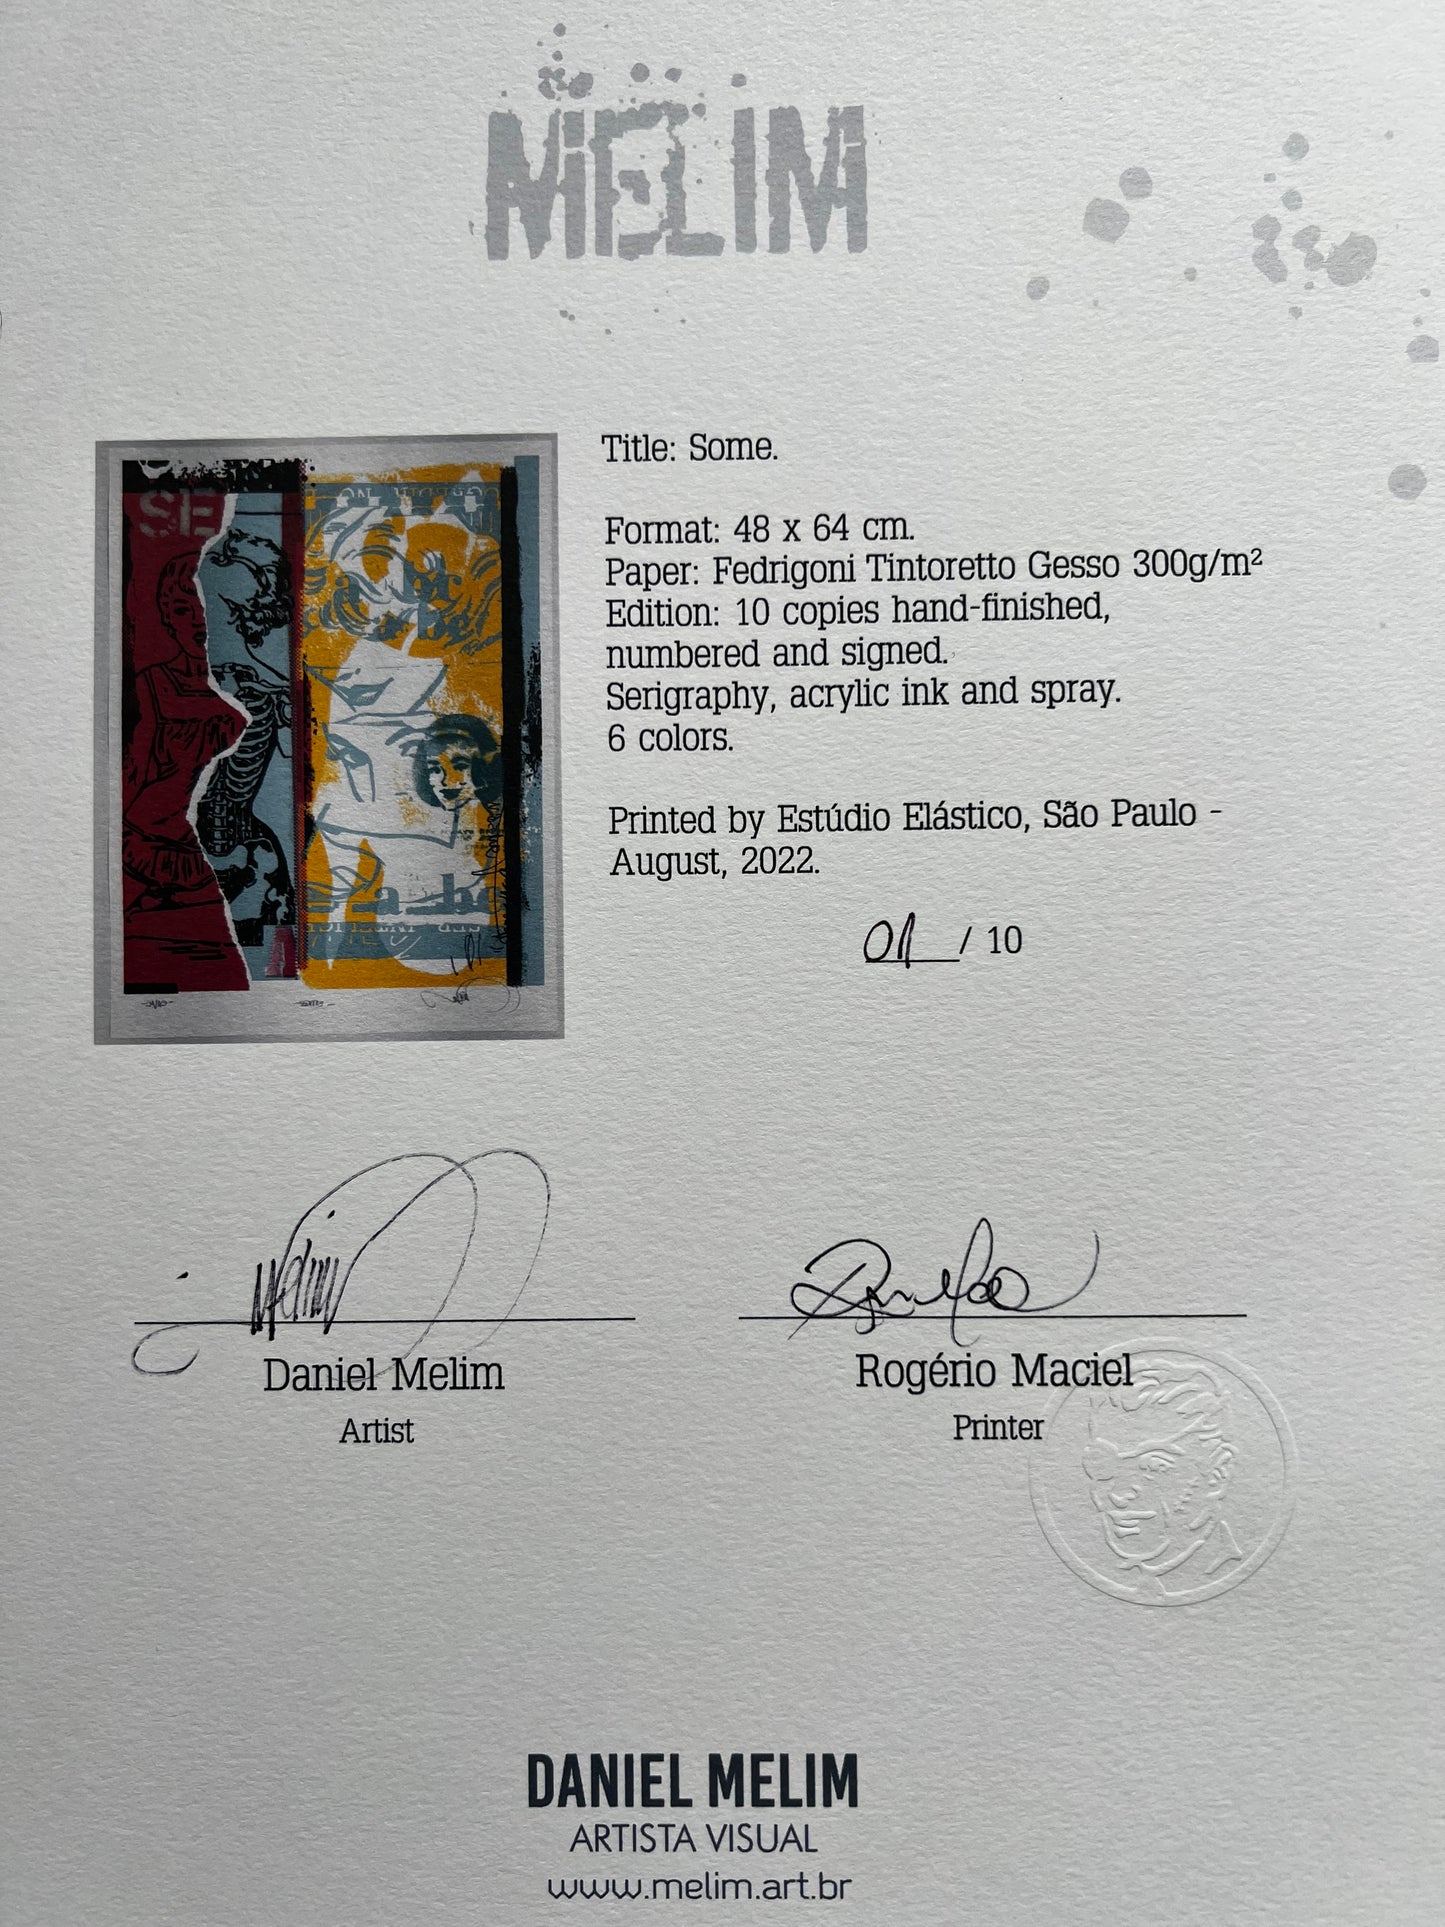 MELIM
SE
Title: Some.
Format: 48 x 64 cm.
Paper: Fedrigoni Tintoretto Gesso 300g/m²
Edition: 10 copies hand-finished,
numbered and signed.
Serigraphy, acrylic ink and spray.
6 colors.
Printed by Estúdio Elástico, São Paulo -
August, 2022.
01 / 10
Daniel Melim
Artist
Rogério Maciel
Printer
DANIEL MELIM
ARTISTA VISUAL
www.melim.art.br